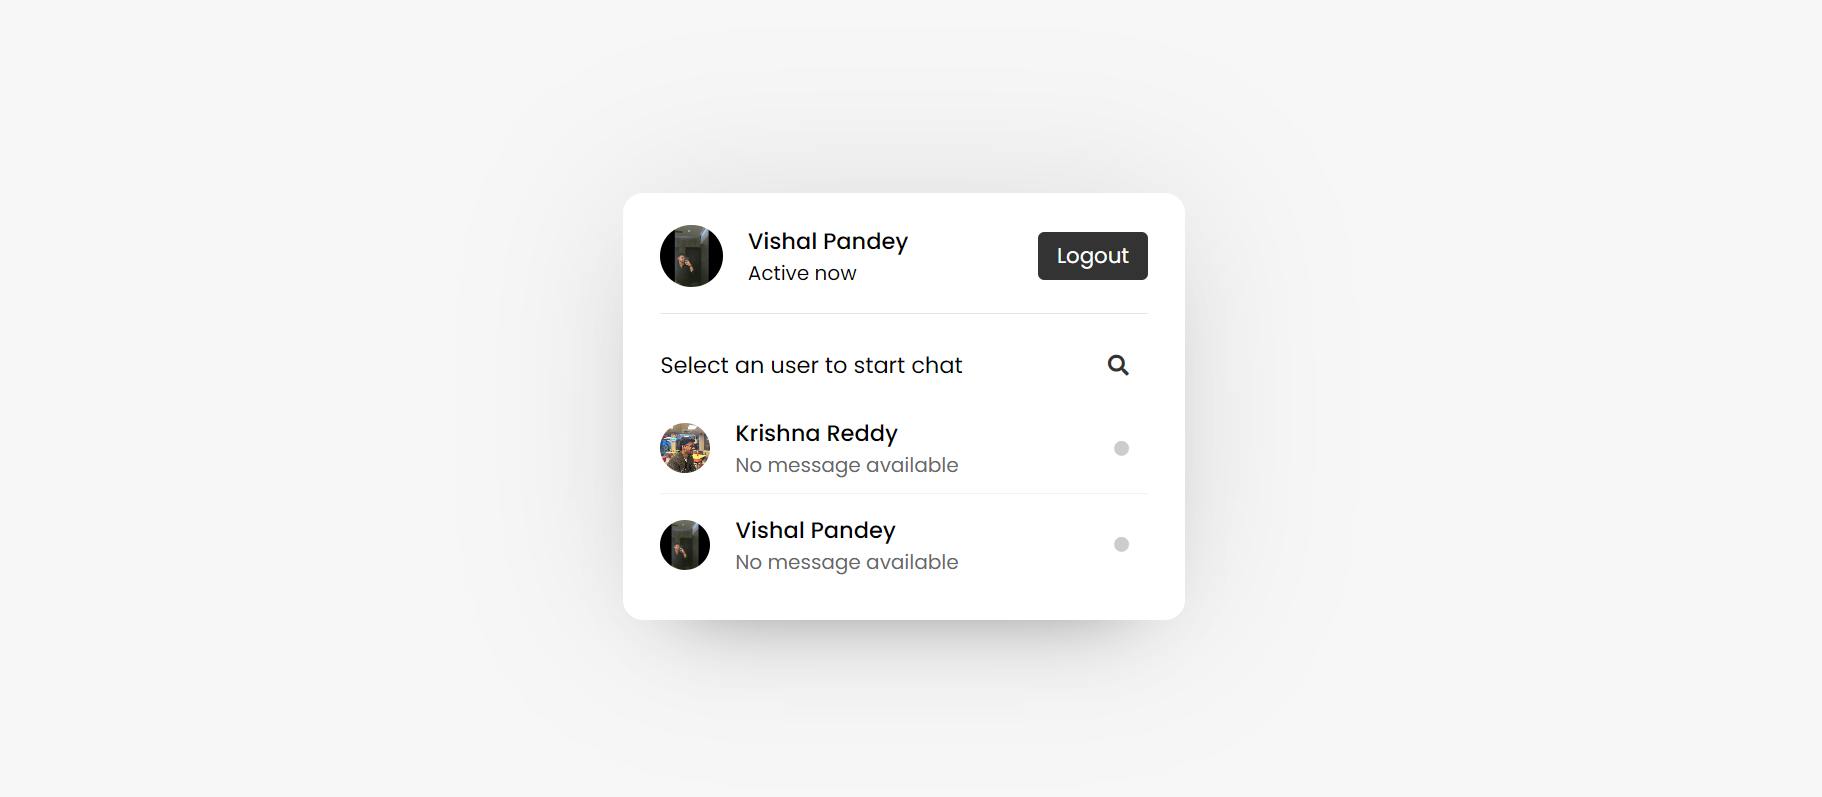 Vishal Pandey
Active now
Logout
Select an user to start chat
Krishna Reddy
No message available
Vishal Pandey
No message available